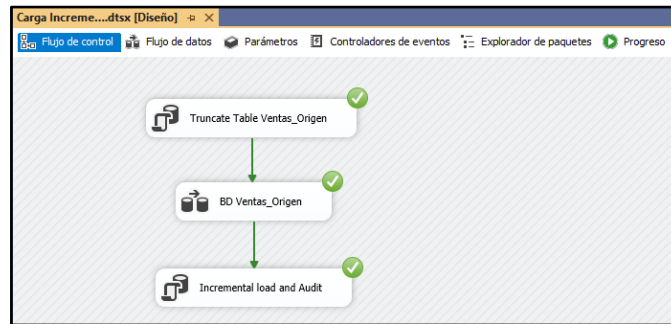 Carga Increme....dtsx [Diseño]
Flujo de control Flujo de datos Parámetros Controladores de eventos Explorador de paquetes Progreso
Truncate Table Ventas_Origen
BD Ventas_Origen
Incremental load and Audit